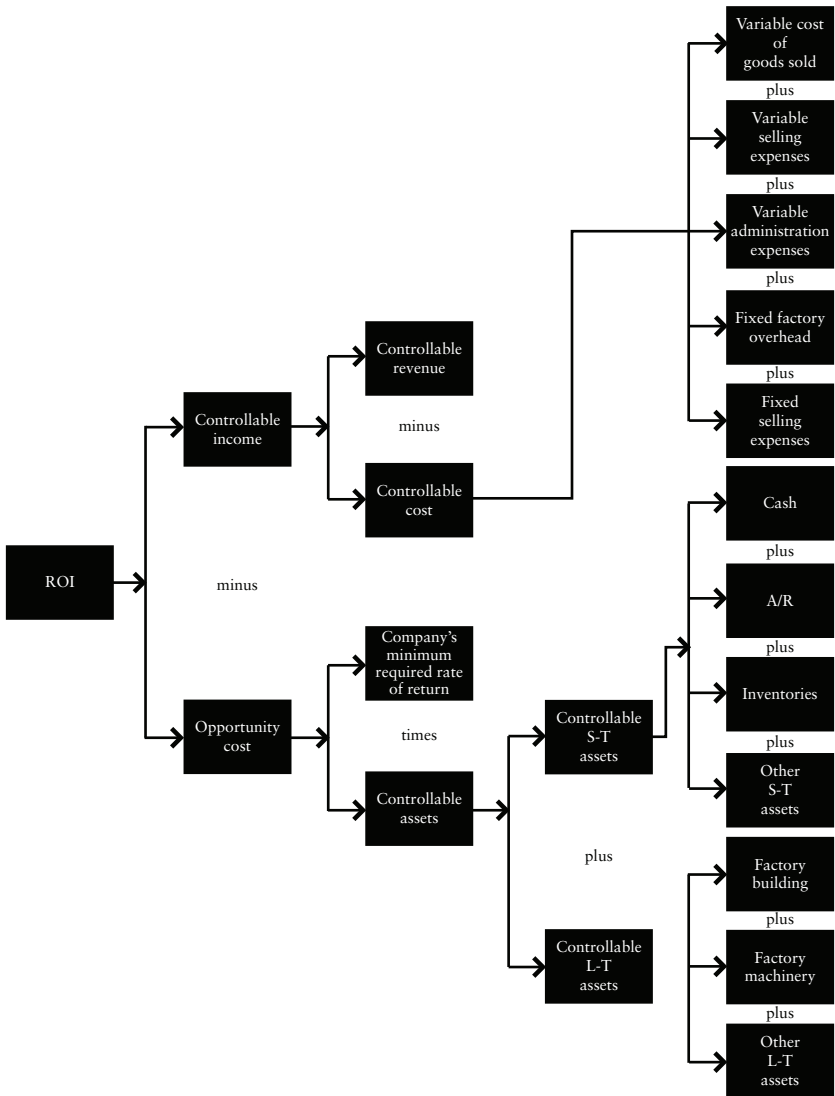 Variable cost
of
goods sold
plus
Variable
selling
expenses
plus
Variable
administration
expenses
plus
Fixed factory
overhead
plus
Fixed
selling
expenses
Controllable
revenue
minus
Controllable
cost
Controllable
income
ROI
minus
Opportunity
cost
Company's
minimum
required rate
of return
times
Controllable
assets
Controllable
S-T
assets
plus
Controllable
L-T
assets
Cash
plus
A/R
plus
Inventories
plus
Other
S-T
assets
Factory
building
plus
Factory
machinery
plus
Other
L-T
assets